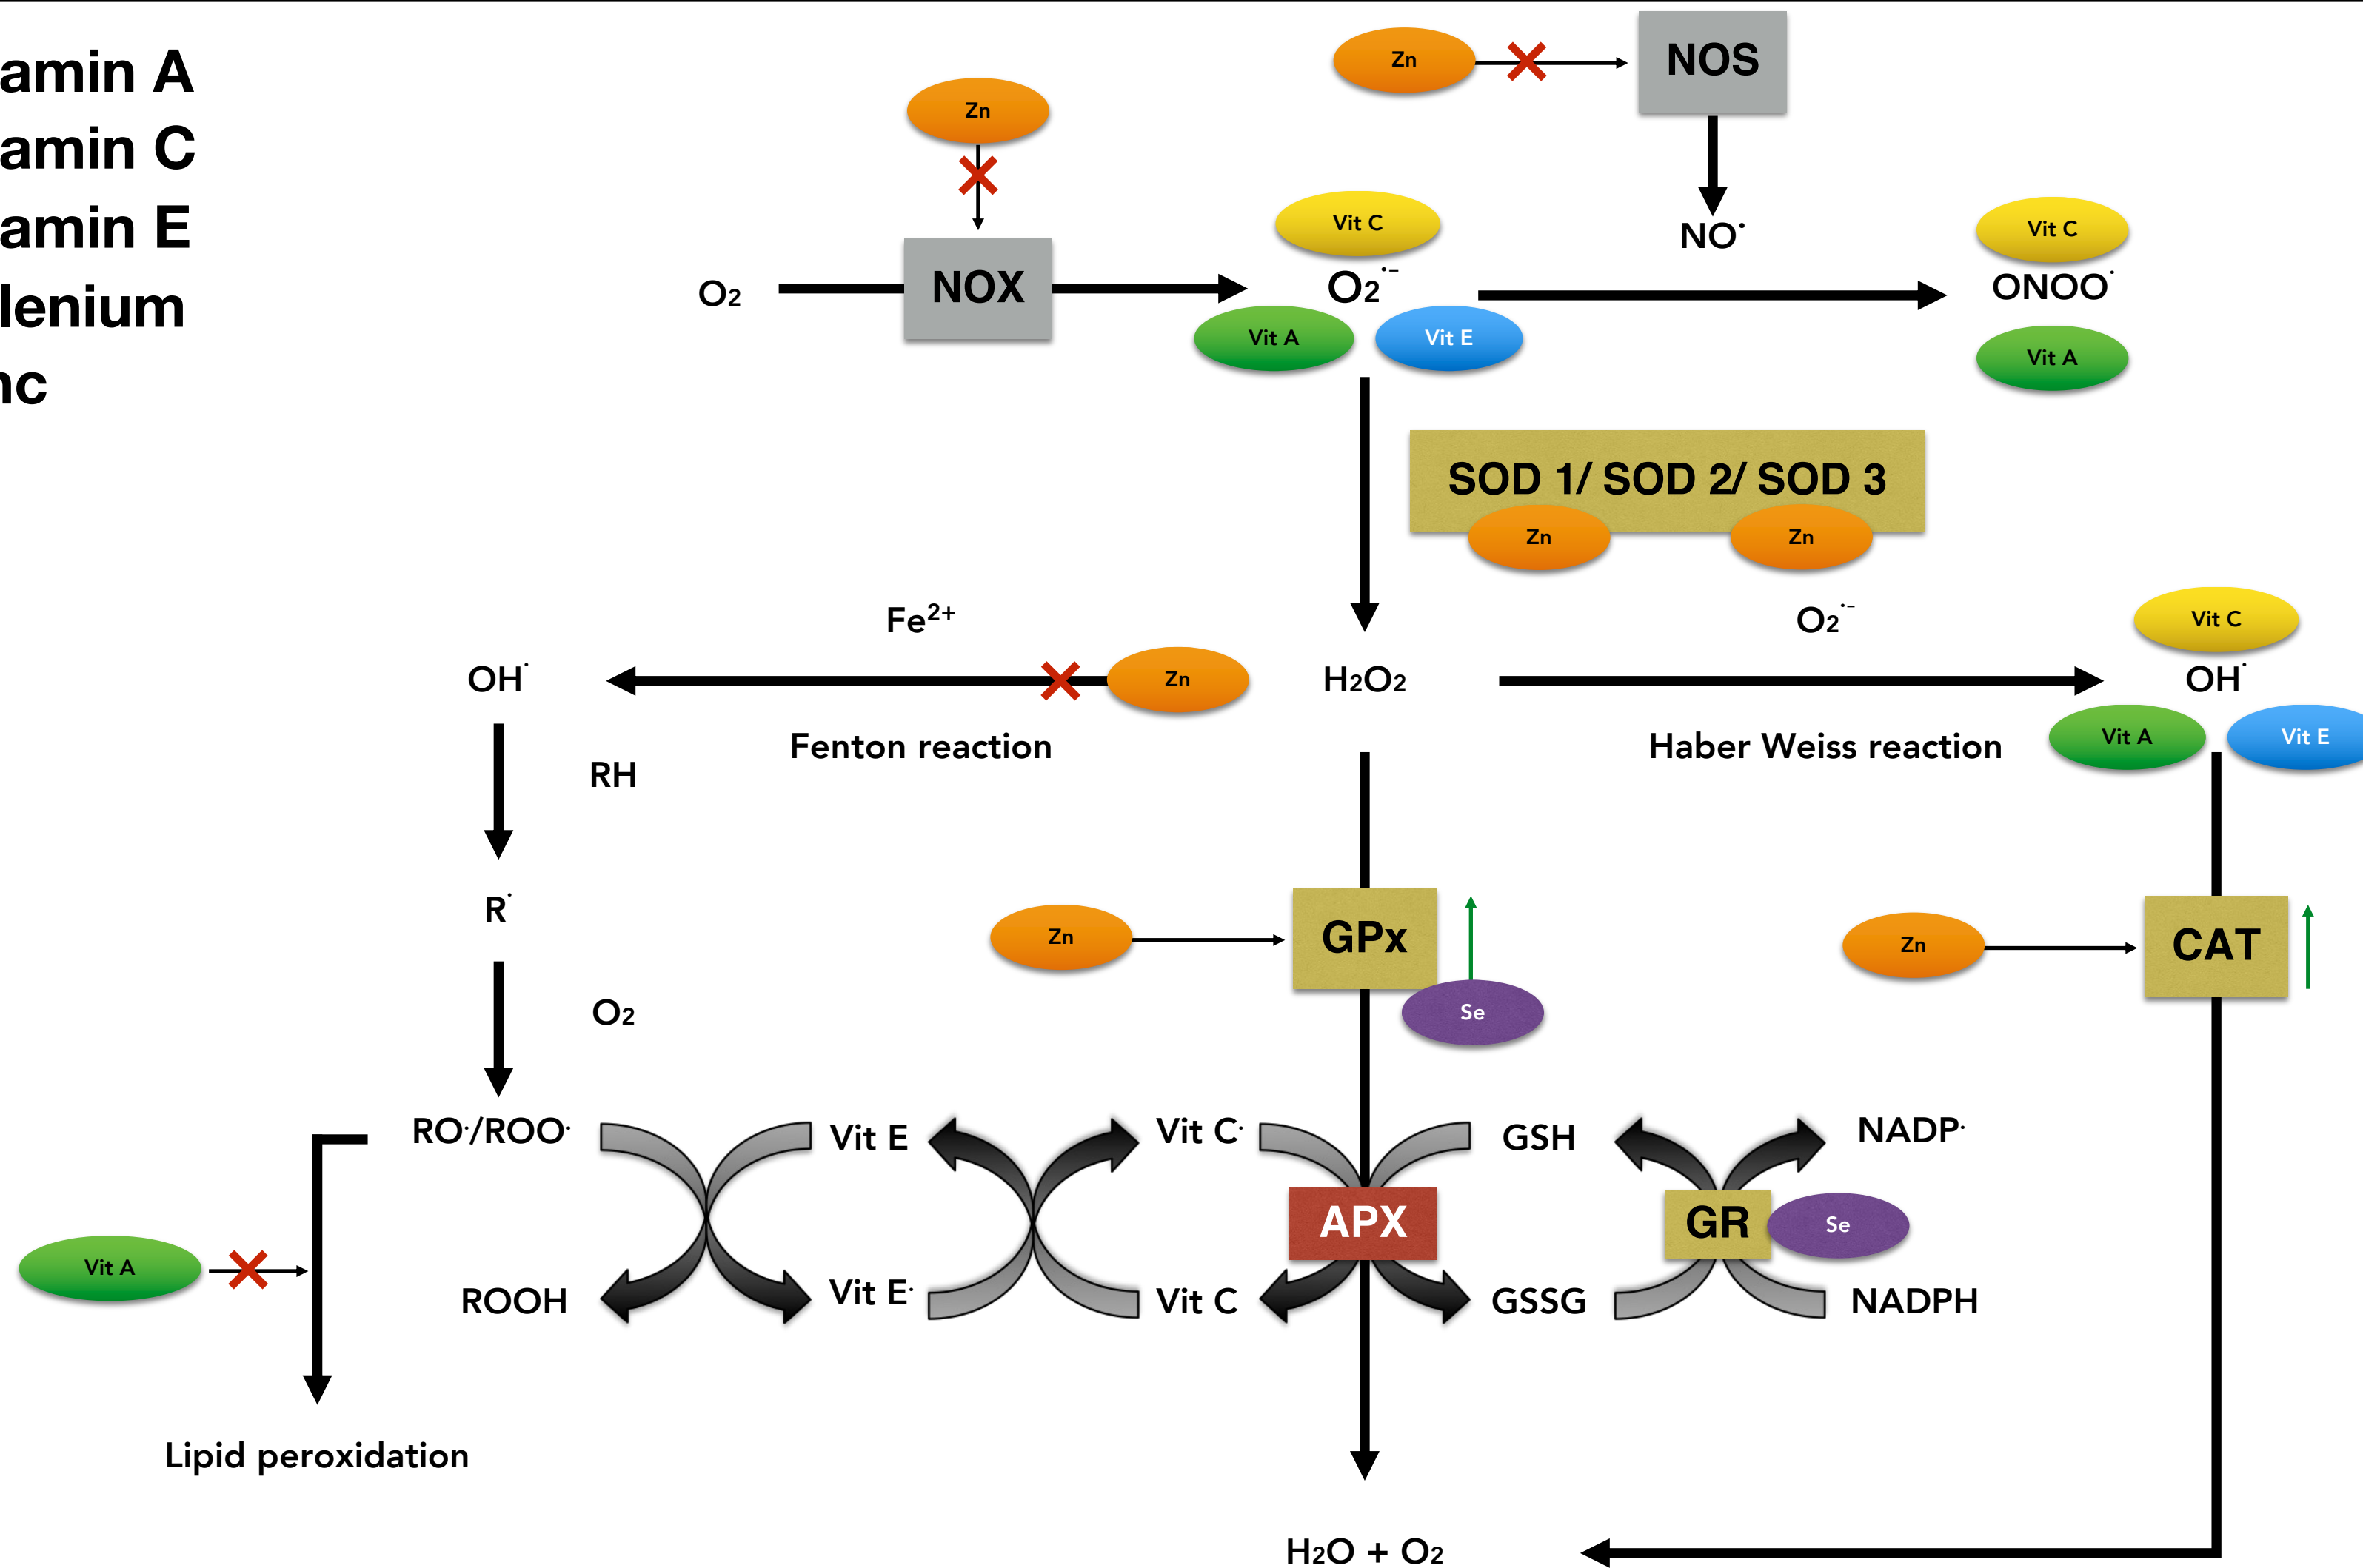 amin A
amin C
amin E
lenium
nc
Zn
NOS
Zn
Vit C
NO˙
Vit C
O2
NOX
O2˙⁻
ONOO˙
Vit A
Vit E
Vit A
SOD 1/ SOD 2/ SOD 3
Zn
Zn
Fe²⁺
O2˙⁻
Vit C
OH˙
Zn
H2O2
OH˙
Fenton reaction
Haber Weiss reaction
Vit A
Vit E
RH
R˙
Zn
GPx
Zn
CAT
O2
Se
RO·/ROO·
Vit E
Vit C·
GSH
NADP·
APX
GR
Se
Vit A
ROOH
Vit E·
Vit C
GSSG
NADPH
Lipid peroxidation
H2O + O2